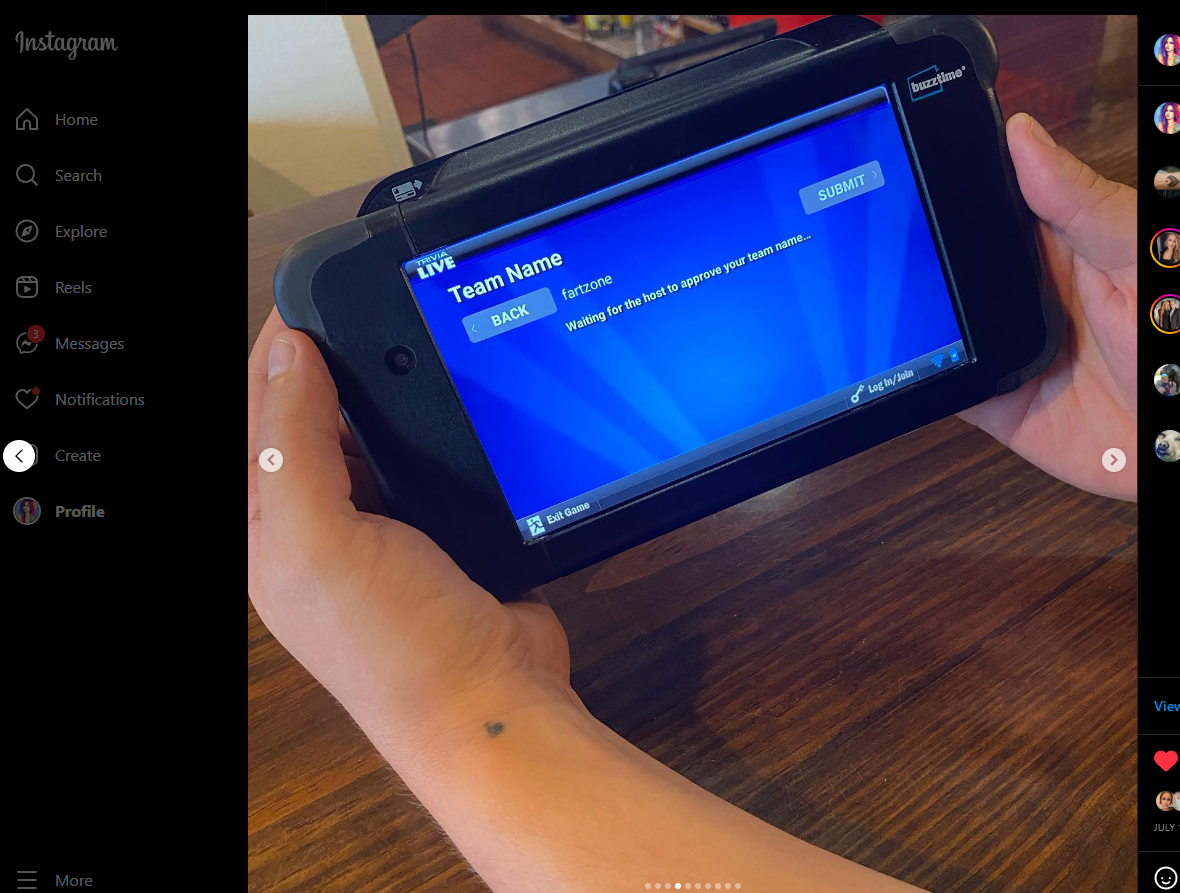 Instagram
Home
Search
Explore
Reels
3
Messages
Notifications
Create
Profile
More
buzztime®
TRIVIA
LIVE
SUBMIT
Team Name
BACK
fartzone
Waiting for the host to approve your team name...
Log In/Join
Exit Game
View
JULY